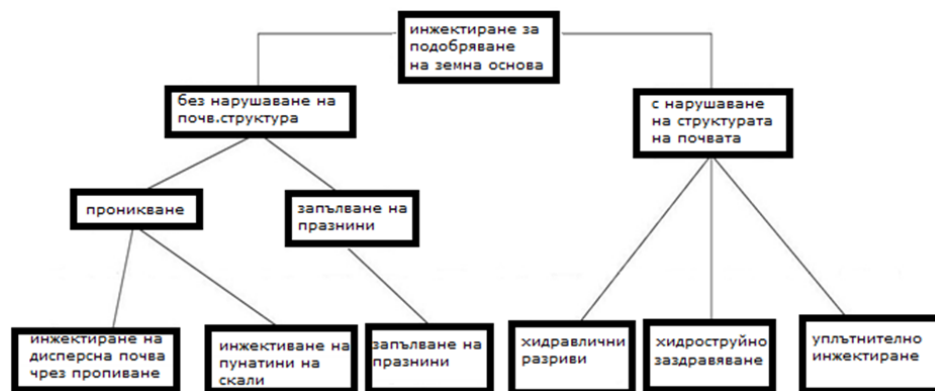 инжектиране за
подобряване
на земна основа
без нарушаване на
почв.структура
с нарушаване
на структурата
на почвата
проникване
запълване на
празнини
инжектиране на
дисперсна почва
чрез пропиване
инжективане на
пунатини на
скали
запълване на
празнини
хидравлични
разриви
хидроструйно
заздравяване
уплътнително
инжектиране